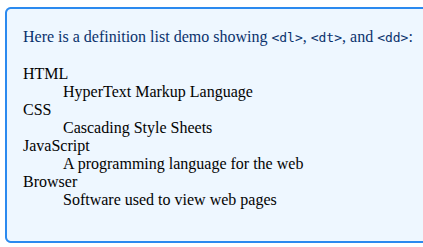 Here is a definition list demo showing <dl>, <dt>, and <dd>:
HTML
HyperText Markup Language
CSS
Cascading Style Sheets
JavaScript
A programming language for the web
Browser
Software used to view web pages